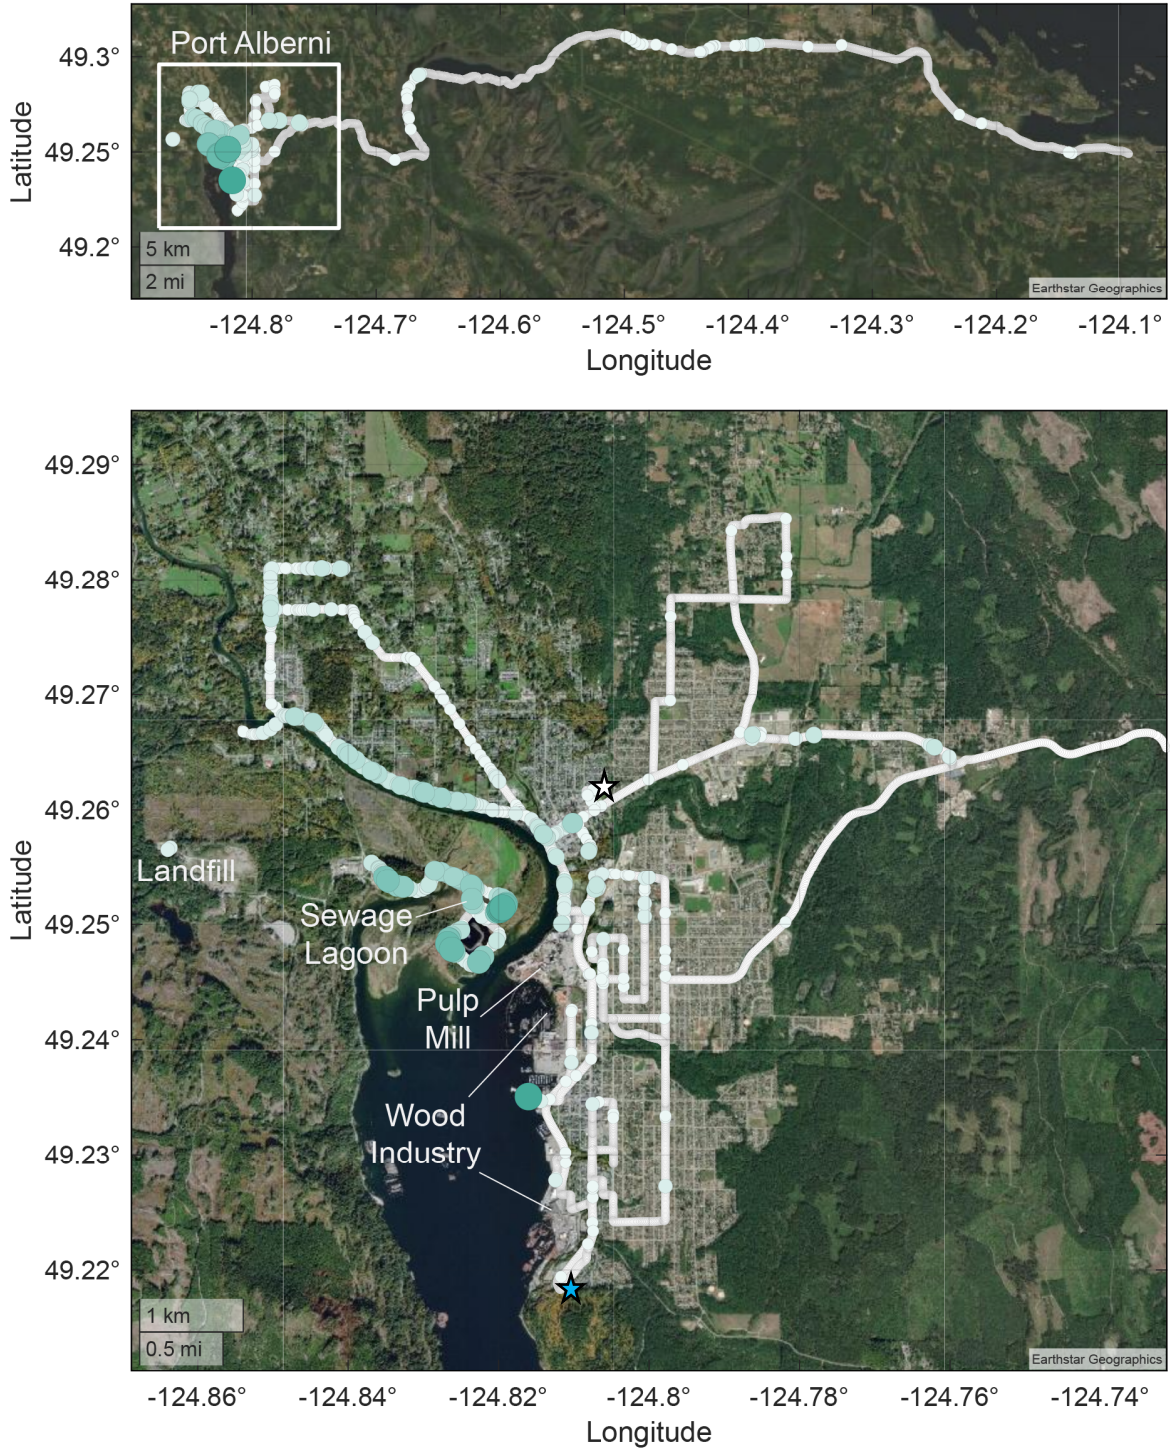 Port Alberni
49.3°
49.25°
49.2°
Latitude
5 km
2 mi
Earthstar Geographics
-124.8°
-124.7°
-124.6°
-124.5°
-124.4°
-124.3°
-124.2°
-124.1°
Longitude
49.29°
49.28°
49.27°
49.26°
49.25°
49.24°
49.23°
49.22°
Latitude
Landfill
Sewage
Lagoon
Pulp
Mill
Wood
Industry
1 km
0.5 mi
Earthstar Geographics
-124.86°
-124.84°
-124.82°
-124.8°
-124.78°
-124.76°
-124.74°
Longitude